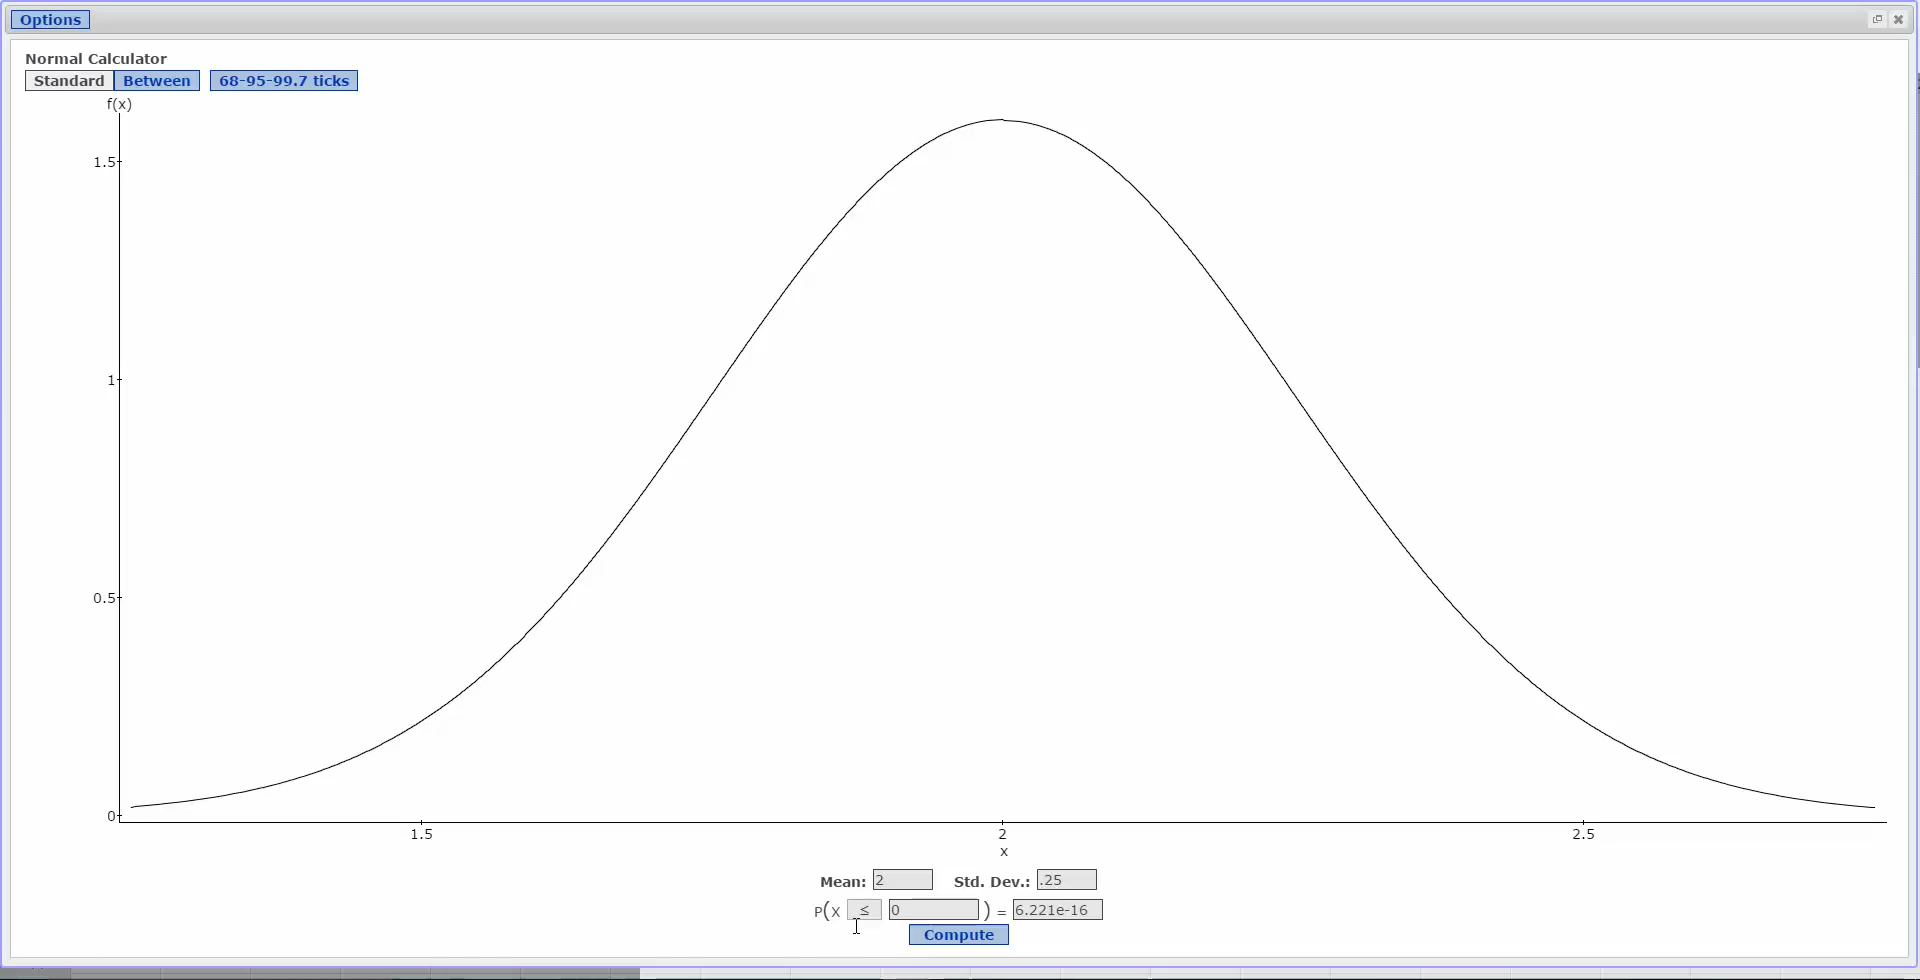 Options
Normal Calculator
Standard Between 68-95-99.7 ticks
f(x)
1.5
1
0.5
0
1.5 2 2.5
x
Mean: 2 Std. Dev.: .25
P(X ≤ 0 ) = 6.221e-16
Compute